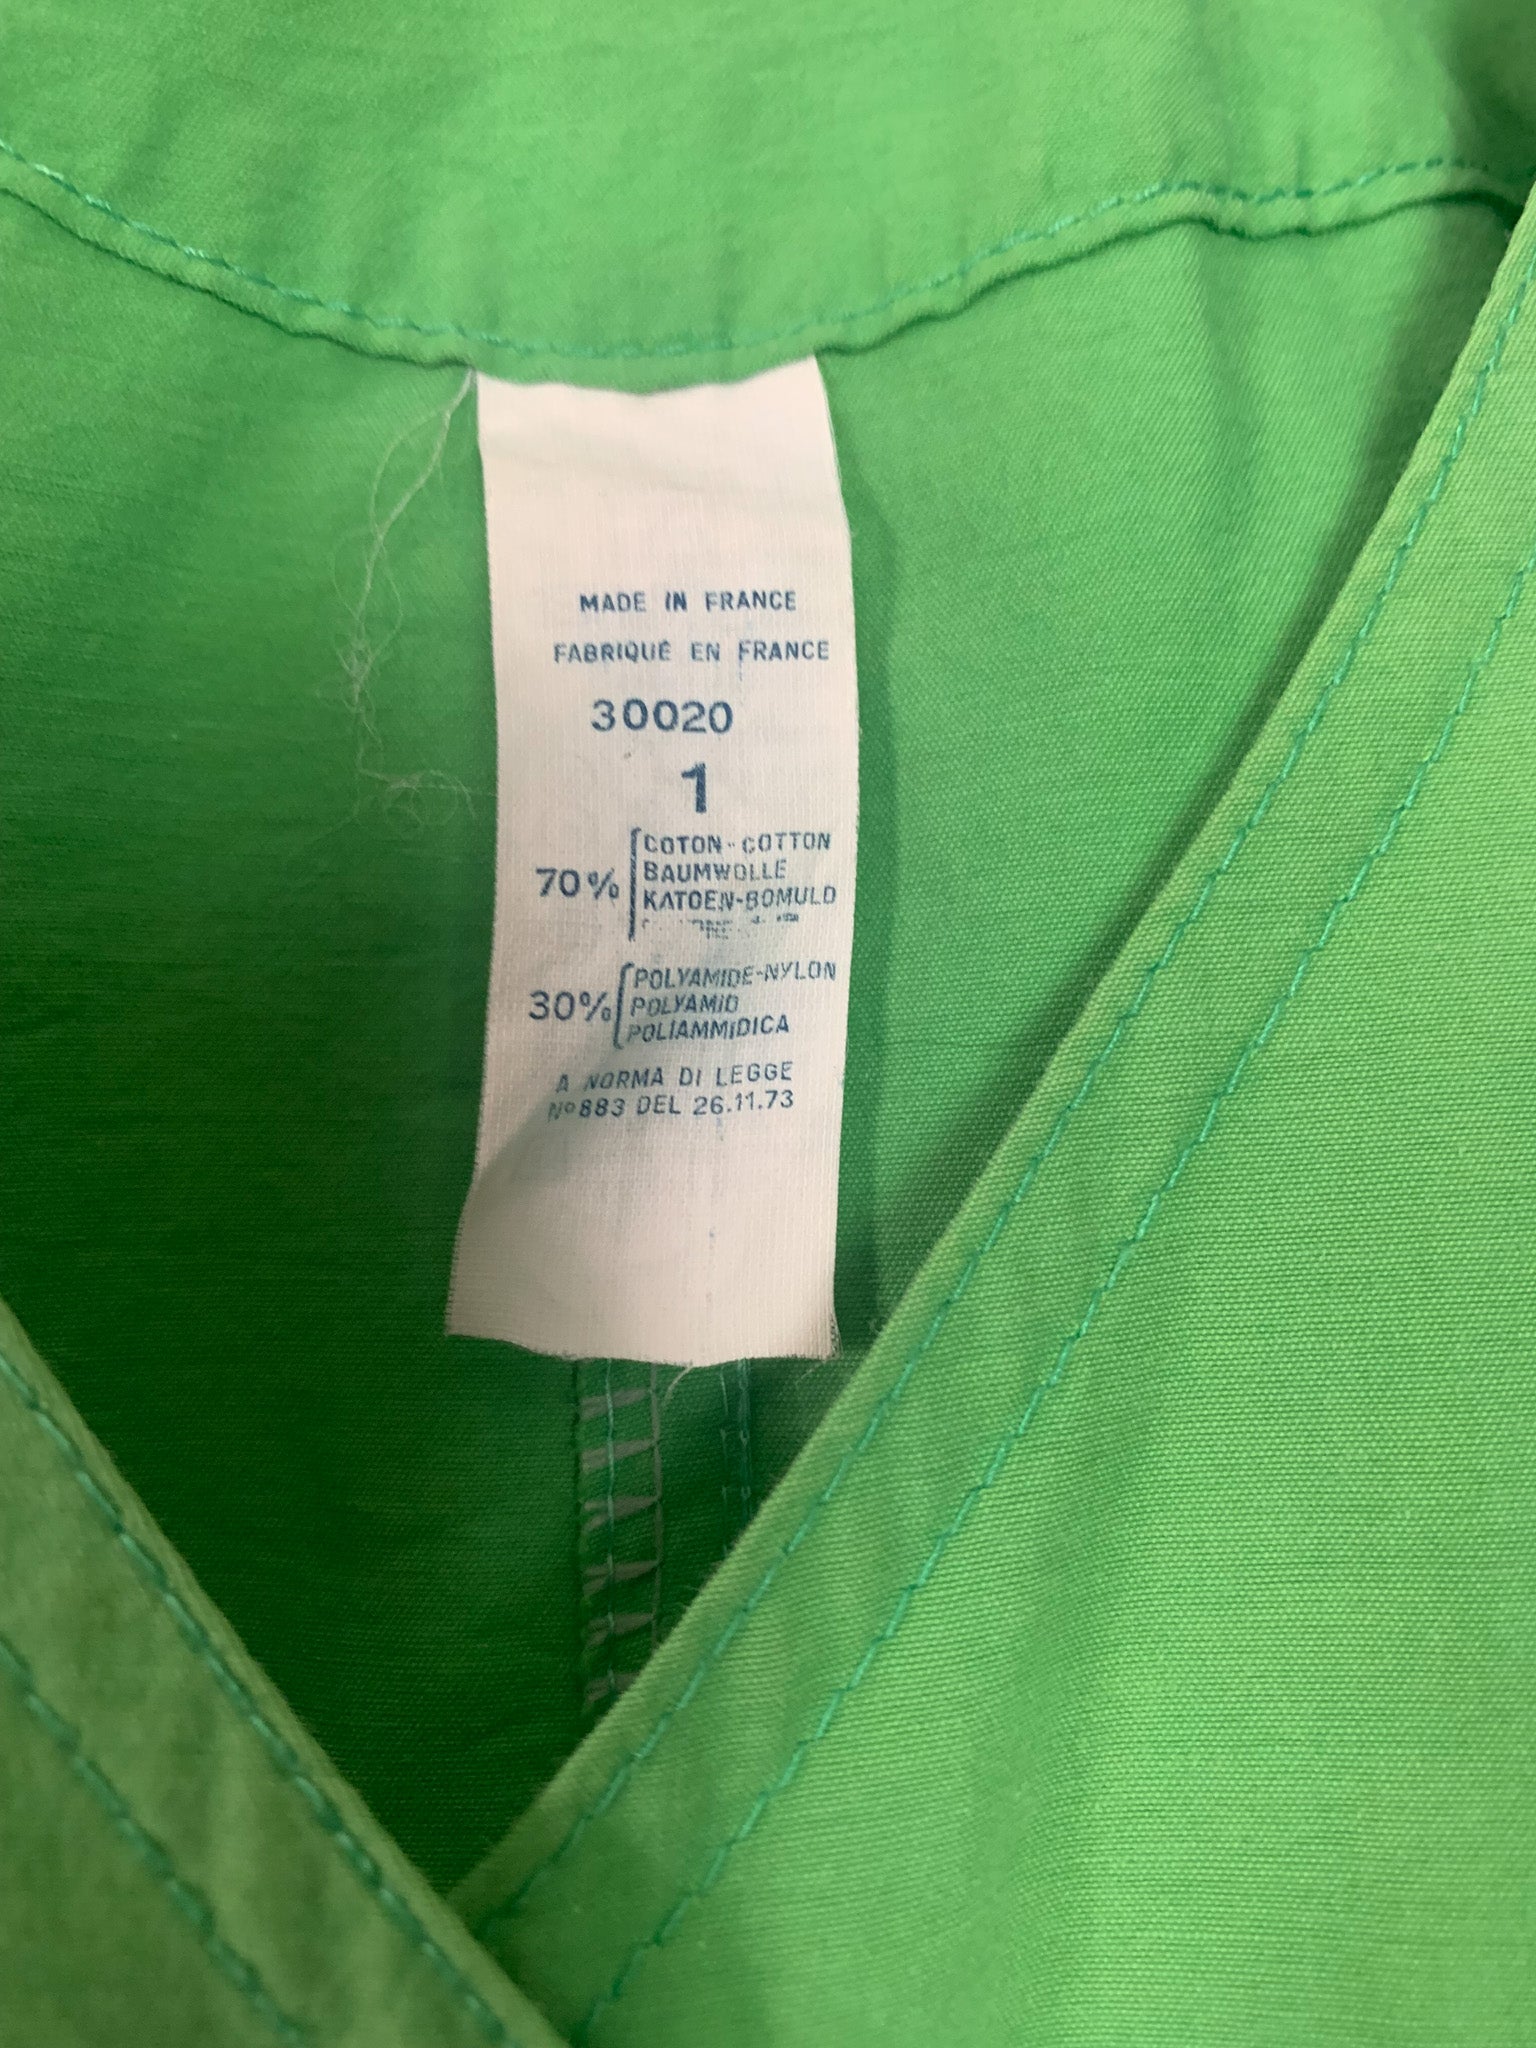 MADE IN FRANCE
FABRIQUÉ EN FRANCE
30020
1
70%
COTON-COTTON
BAUMWOLLE
KATOEN-BOMULD
30%
POLYAMIDE-NYLON
POLYAMID
POLIAMMIDICA
A NORMA DI LEGGE
Nº883 DEL 26.11.73